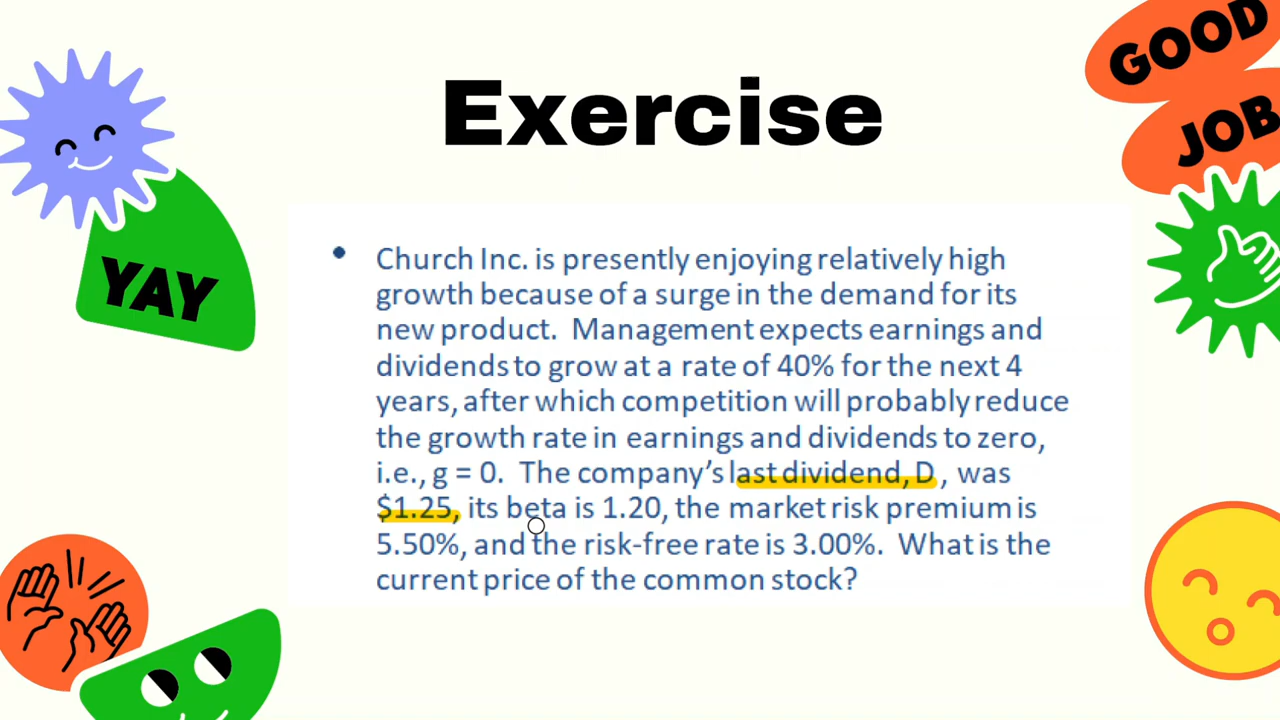 Exercise
GOOD
JOB
YAY
• Church Inc. is presently enjoying relatively high
growth because of a surge in the demand for its
new product. Management expects earnings and
dividends to grow at a rate of 40% for the next 4
years, after which competition will probably reduce
the growth rate in earnings and dividends to zero,
i.e., g = 0. The company's last dividend, D , was
$1.25, its beta is 1.20, the market risk premium is
5.50%, and the risk-free rate is 3.00%. What is the
current price of the common stock?